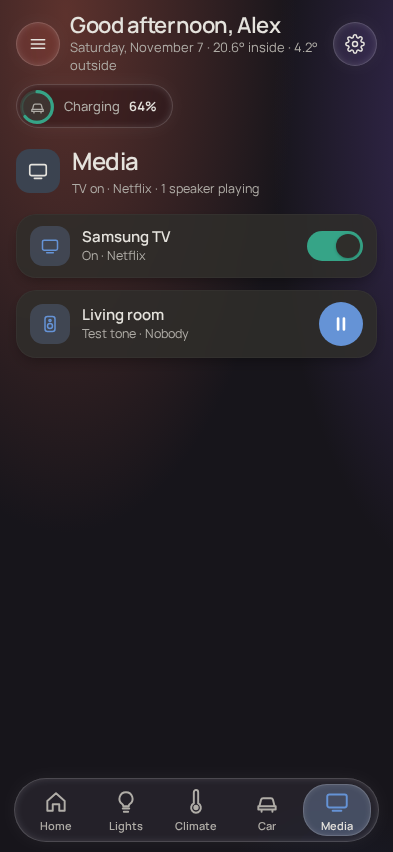 Good afternoon, Alex
Saturday, November 7 · 20.6° inside · 4.2°
outside
Charging 64%
Media
TV on · Netflix · 1 speaker playing
Samsung TV
On · Netflix
Living room
Test tone · Nobody
Home Lights Climate Car Media